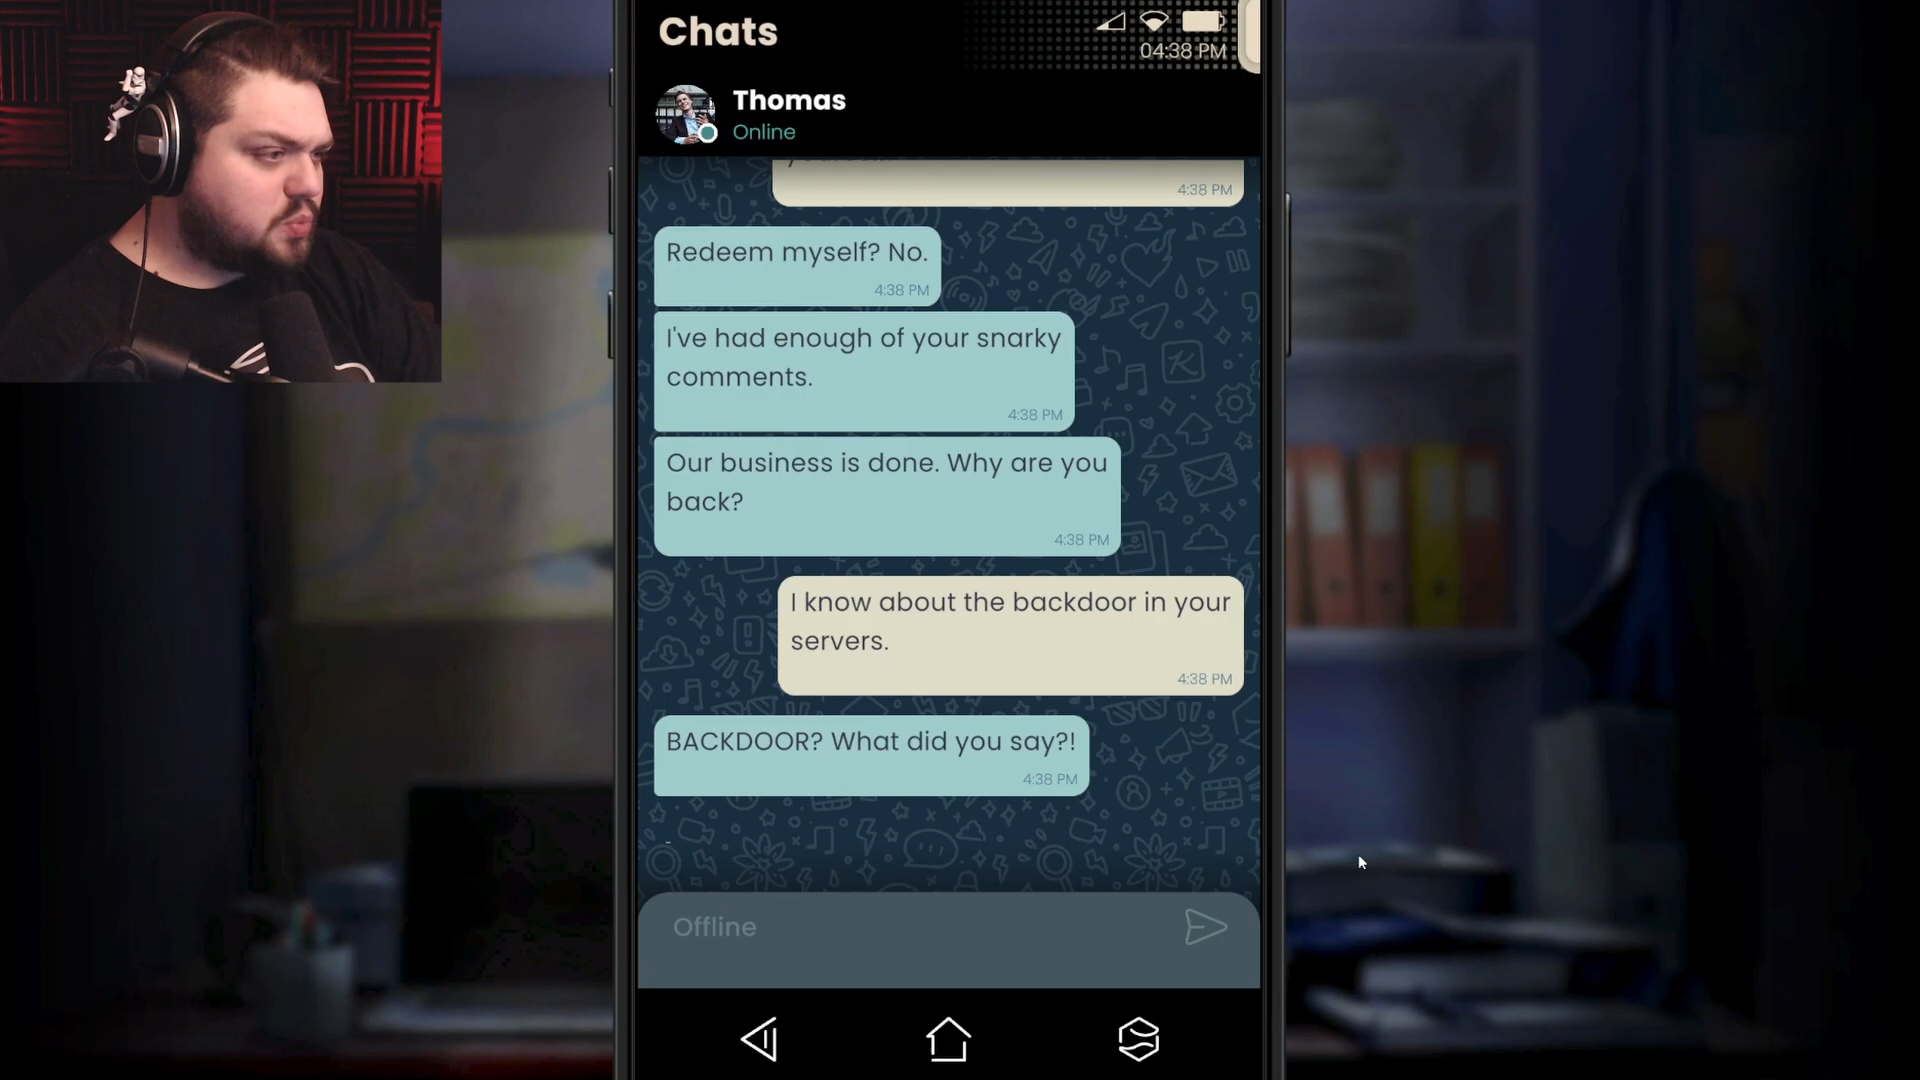 Chats
04:38 PM
Thomas
Online
4:38 PM
Redeem myself? No.
4:38 PM
I've had enough of your snarky
comments.
4:38 PM
Our business is done. Why are you
back?
4:38 PM
I know about the backdoor in your
servers.
4:38 PM
BACKDOOR? What did you say?!
4:38 PM
Offline